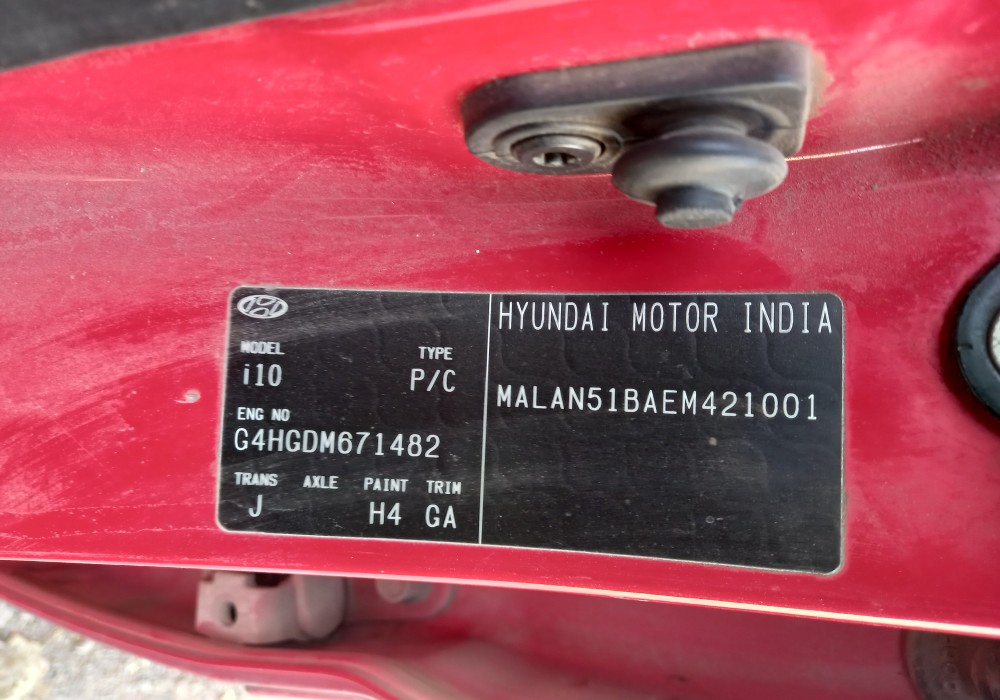 MODEL TYPE
i10 P/C
ENG NO
G4HGDM671482
TRANS AXLE PAINT TRIM
J H4 GA
HYUNDAI MOTOR INDIA
MALAN51BAEM421001